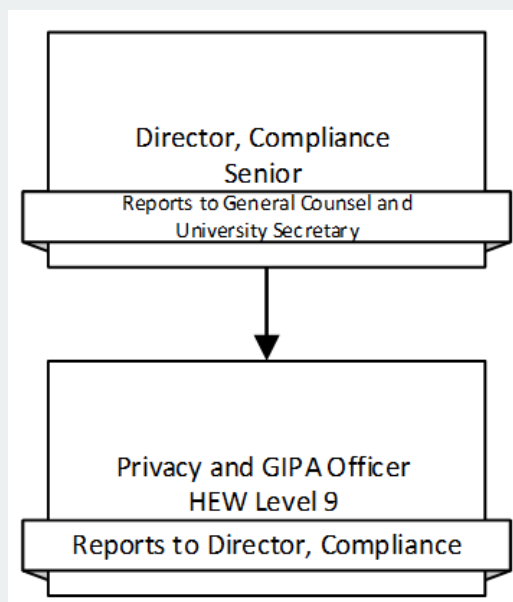 Director, Compliance
Senior
Reports to General Counsel and
University Secretary
Privacy and GIPA Officer
HEW Level 9
Reports to Director, Compliance